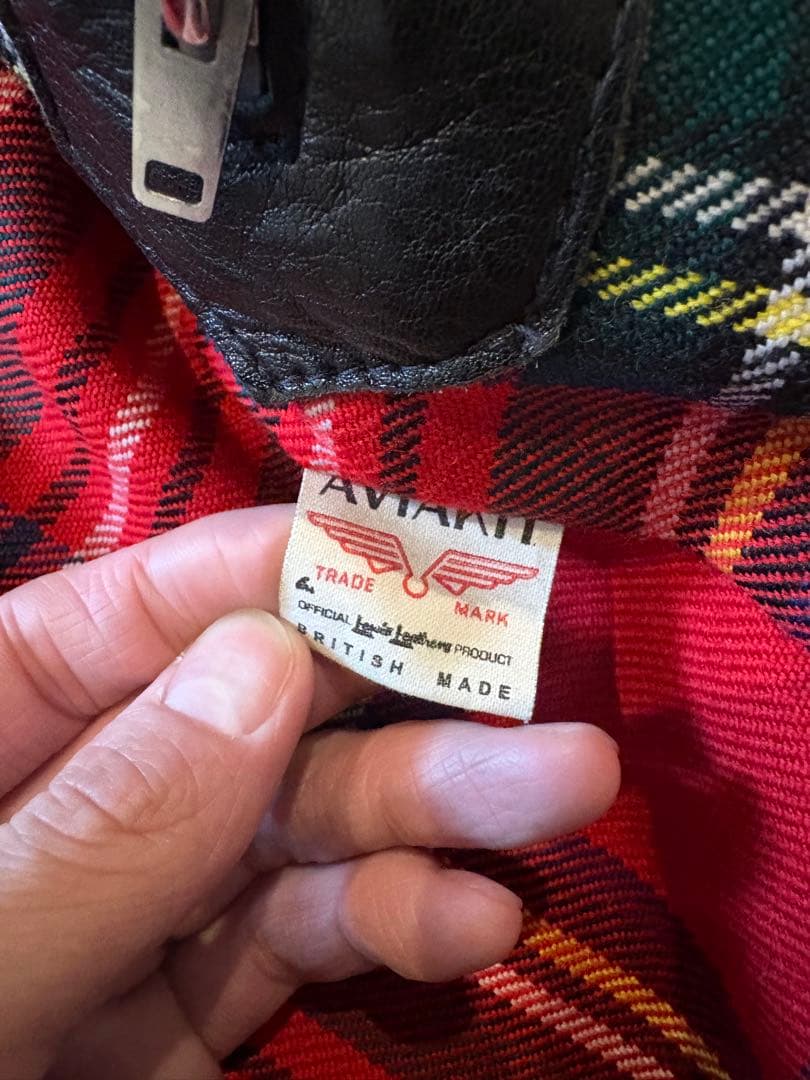 AVIAKIT
TRADE MARK
OFFICIAL Lewis Leathers PRODUCT
BRITISH MADE